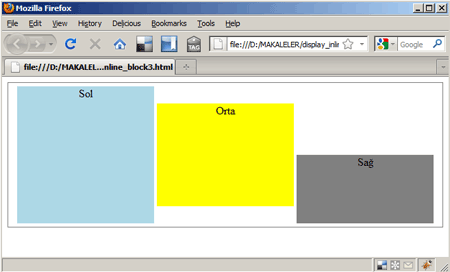 Mozilla Firefox
File Edit View History Delicious Bookmarks Tools Help
TAG file:///D:/MAKALELER/display_inli Google
file:///D:/MAKALEL...nline_block3.html
Sol
Orta
Sağ